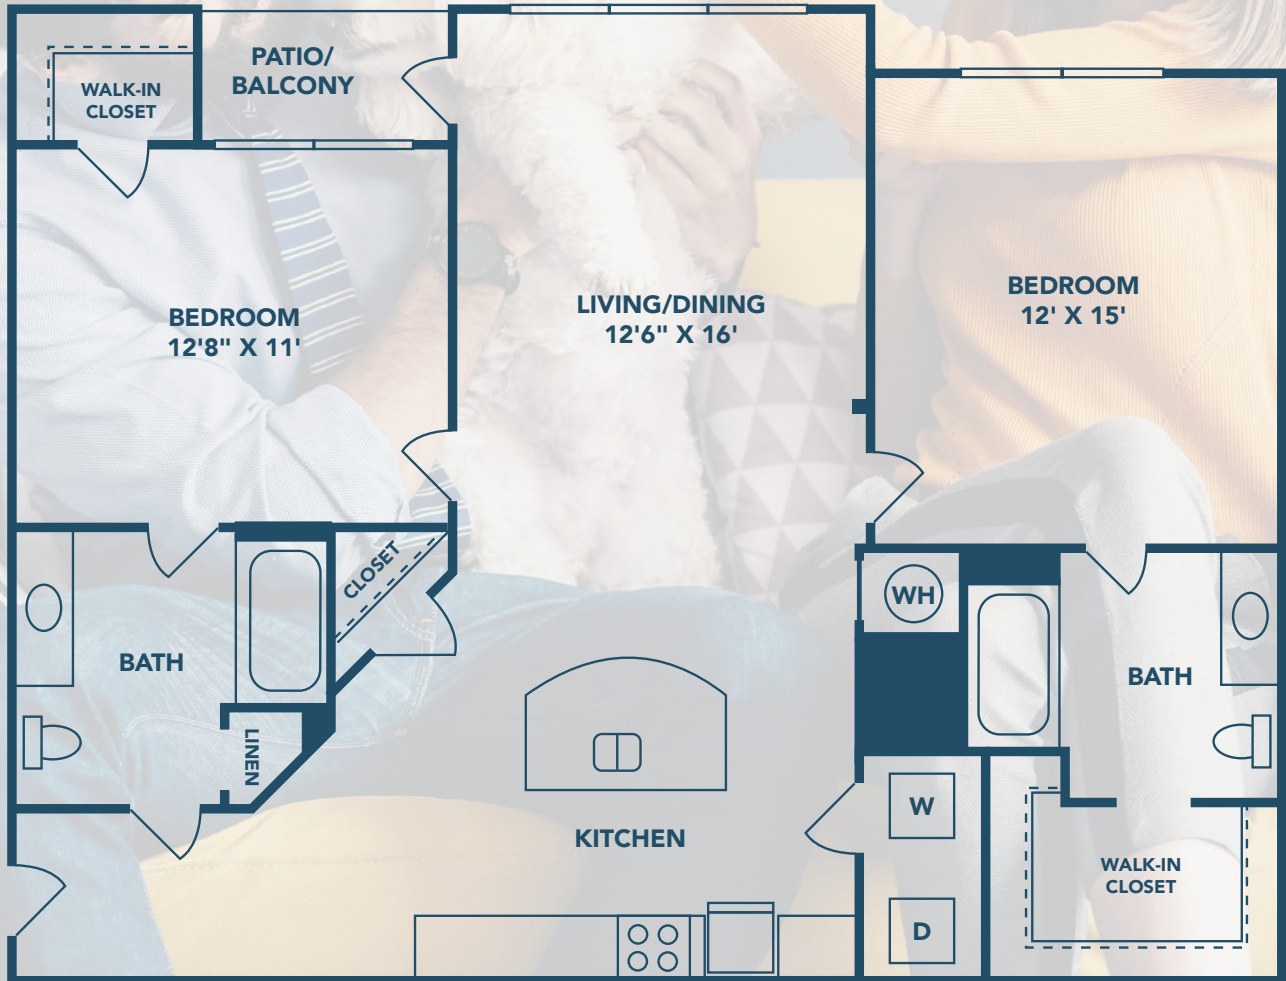 PATIO/
BALCONY
WALK-IN
CLOSET
BEDROOM
12'8" X 11'
LIVING/DINING
12'6" X 16'
BEDROOM
12' X 15'
CLOSET
WH
BATH
BATH
LINEN
W
KITCHEN
WALK-IN
CLOSET
D